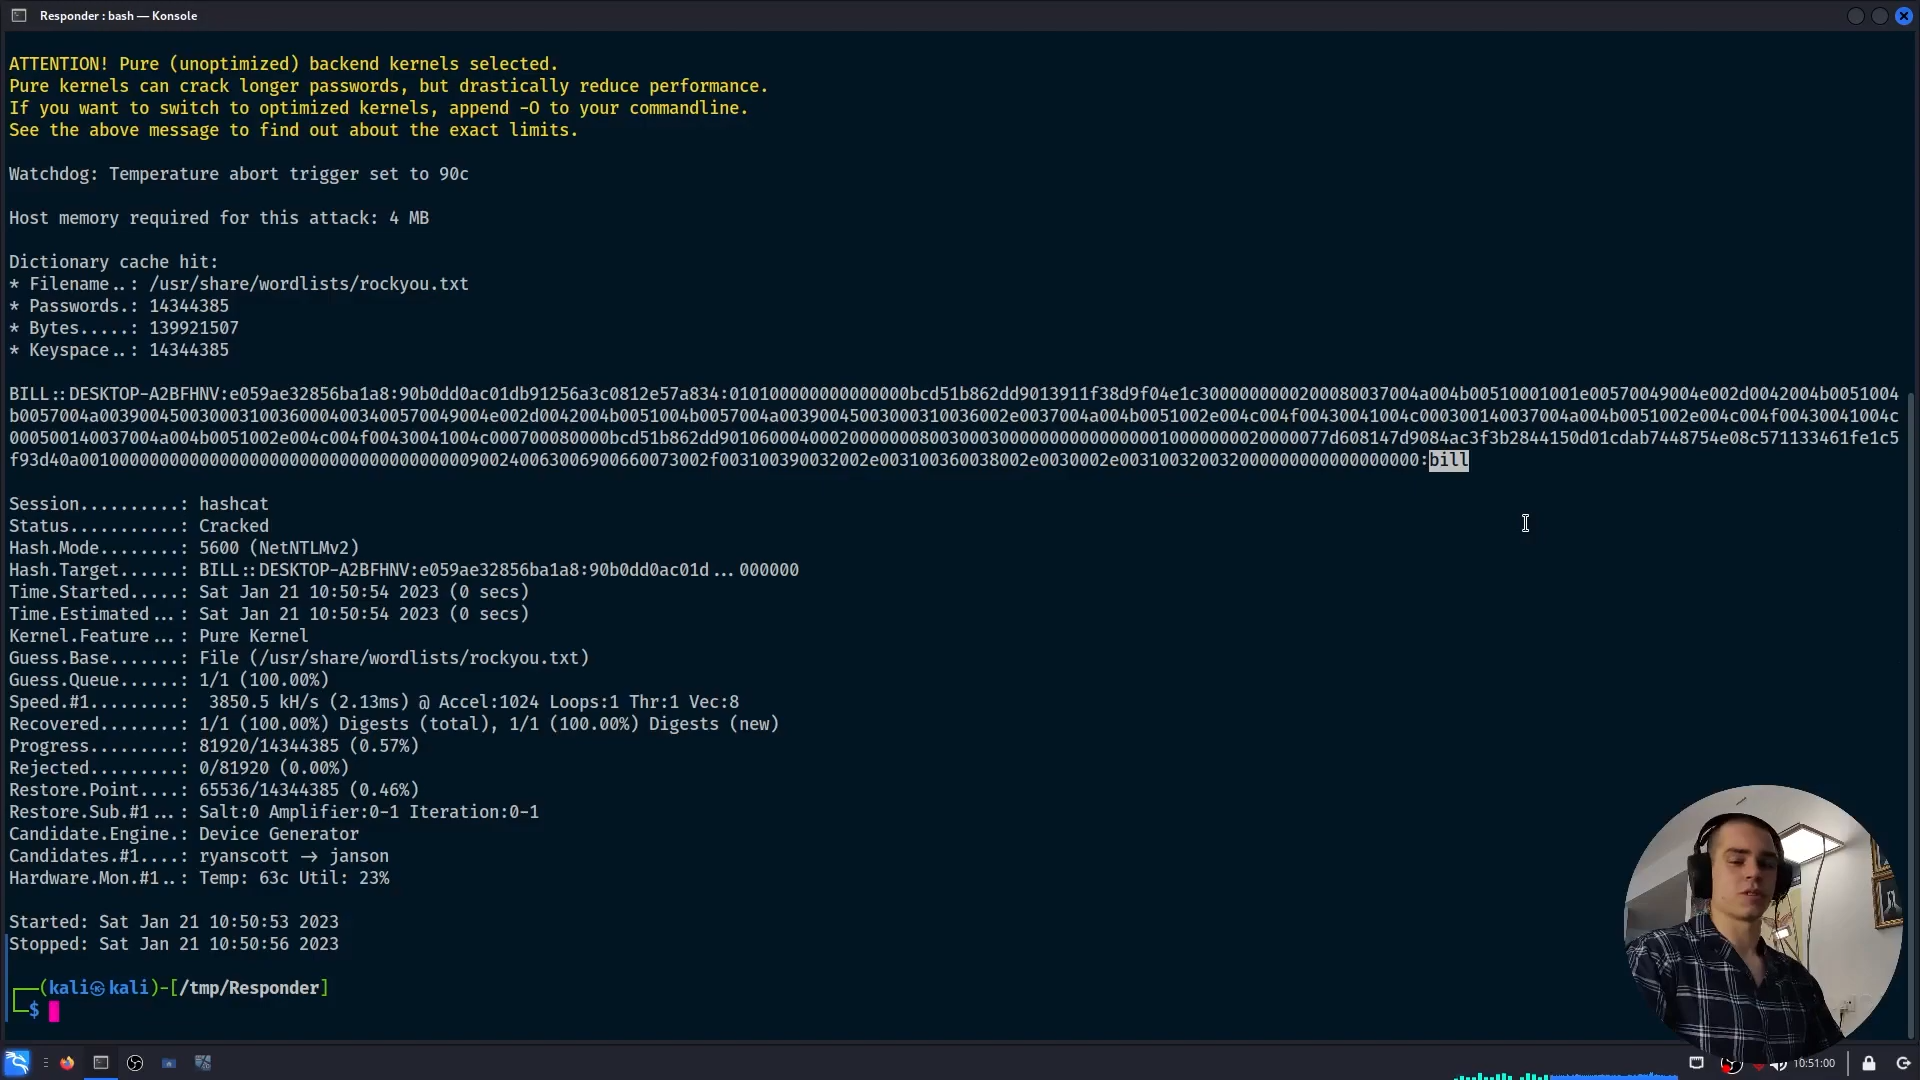 Responder : bash — Konsole
ATTENTION! Pure (unoptimized) backend kernels selected.
Pure kernels can crack longer passwords, but drastically reduce performance.
If you want to switch to optimized kernels, append -O to your commandline.
See the above message to find out about the exact limits.
Watchdog: Temperature abort trigger set to 90c
Host memory required for this attack: 4 MB
Dictionary cache hit:
* Filename..: /usr/share/wordlists/rockyou.txt
* Passwords.: 14344385
* Bytes.....: 139921507
* Keyspace..: 14344385
BILL::DESKTOP-A2BFHNV:e059ae32856ba1a8:90b0dd0ac01db91256a3c0812e57a834:010100000000000000bcd51b862dd9013911f38d9f04e1c3000000000200080037004a004b00510001001e00570049004e002d0042004b0051004
b0057004a003900450030003100360004003400570049004e002d0042004b0051004b0057004a00390045003000310036002e0037004a004b0051002e004c004f00430041004c000300140037004a004b0051002e004c004f00430041004c
000500140037004a004b0051002e004c004f00430041004c000700080000bcd51b862dd9010600040002000000080030003000000000000000010000000020000077d608147d9084ac3f3b2844150d01cdab7448754e08c571133461fe1c5
f93d40a001000000000000000000000000000000000000900240063006900660073002f003100390032002e003100360038002e0030002e003100320032000000000000000000:bill
Session..........: hashcat
Status...........: Cracked
Hash.Mode........: 5600 (NetNTLMv2)
Hash.Target......: BILL::DESKTOP-A2BFHNV:e059ae32856ba1a8:90b0dd0ac01d...000000
Time.Started.....: Sat Jan 21 10:50:54 2023 (0 secs)
Time.Estimated...: Sat Jan 21 10:50:54 2023 (0 secs)
Kernel.Feature...: Pure Kernel
Guess.Base.......: File (/usr/share/wordlists/rockyou.txt)
Guess.Queue......: 1/1 (100.00%)
Speed.#1.........:  3850.5 kH/s (2.13ms) @ Accel:1024 Loops:1 Thr:1 Vec:8
Recovered........: 1/1 (100.00%) Digests (total), 1/1 (100.00%) Digests (new)
Progress.........: 81920/14344385 (0.57%)
Rejected.........: 0/81920 (0.00%)
Restore.Point....: 65536/14344385 (0.46%)
Restore.Sub.#1...: Salt:0 Amplifier:0-1 Iteration:0-1
Candidate.Engine.: Device Generator
Candidates.#1....: ryanscott -> janson
Hardware.Mon.#1..: Temp: 63c Util: 23%
Started: Sat Jan 21 10:50:53 2023
Stopped: Sat Jan 21 10:50:56 2023
(kali㉿kali)-[/tmp/Responder]
$
10:51:00